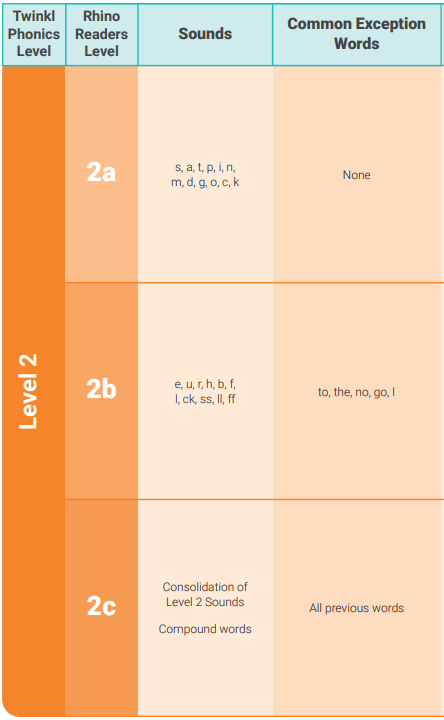 Twinkl
Phonics
Level
Rhino
Readers
Level
Sounds
Common Exception
Words
Level 2
2a
s, a, t, p, i, n,
m, d, g, o, c, k
None
2b
e, u, r, h, b, f,
l, ck, ss, ll, ff
to, the, no, go, I
2c
Consolidation of
Level 2 Sounds
Compound words
All previous words